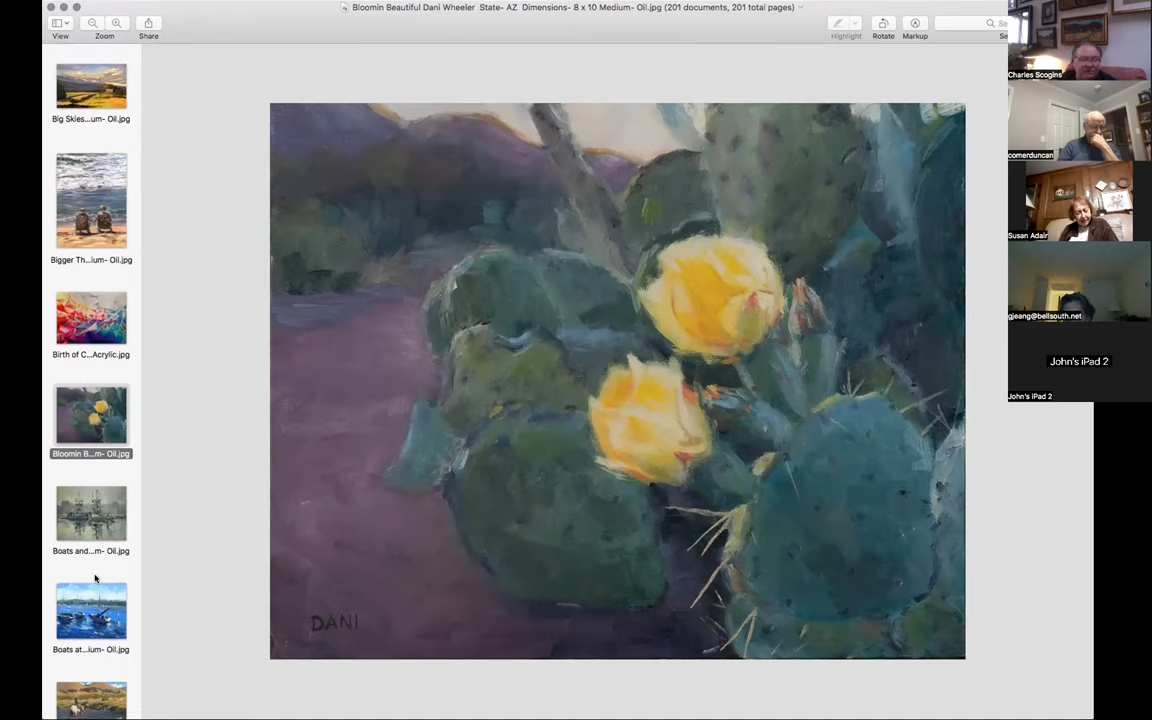 Bloomin Beautiful Dani Wheeler State- AZ Dimensions- 8 x 10 Medium- Oil.jpg (201 documents, 201 total pages)
View
Zoom
Share
Highlight
Rotate
Markup
Se
Se
Big Skies...um- Oil.jpg
Bigger Th...ium- Oil.jpg
Birth of C...Acrylic.jpg
Bloomin B...m- Oil.jpg
Boats and...m- Oil.jpg
Boats at...ium- Oil.jpg
DANI
Charles Scogins
comerduncan
Susan Adair
gjeang@bellsouth.net
John's iPad 2
John's iPad 2